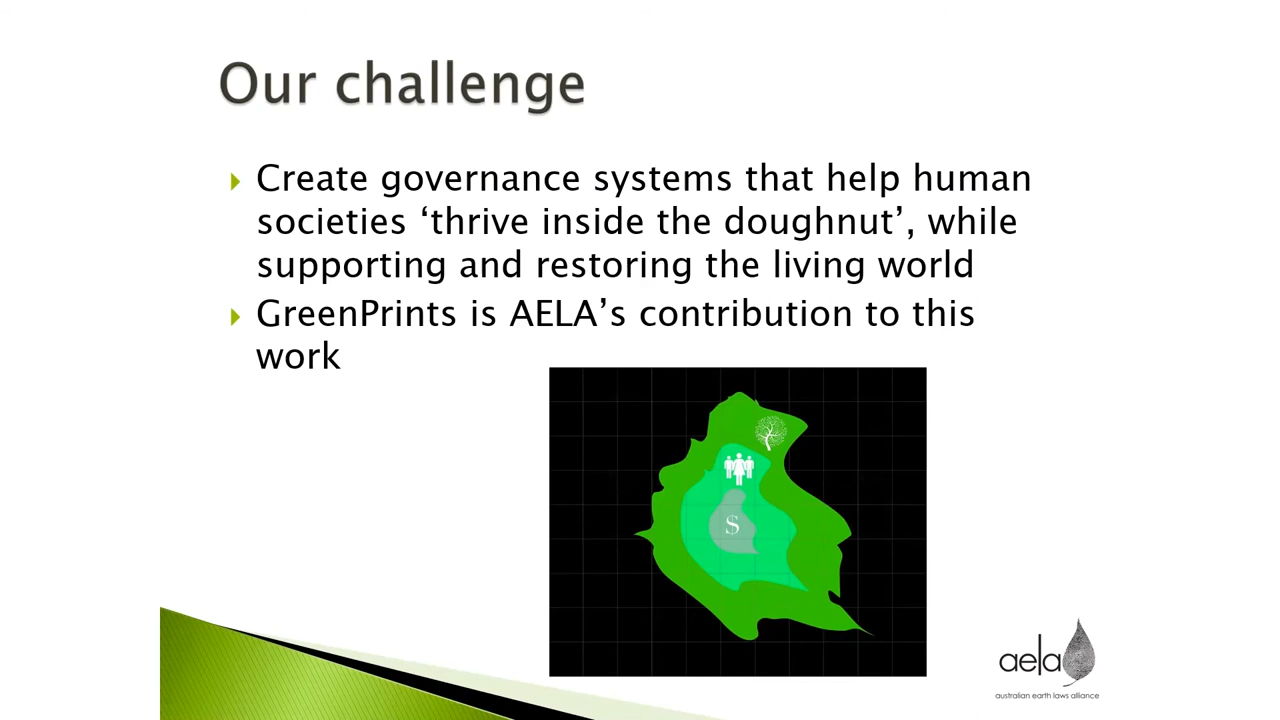 Our challenge
Create governance systems that help human
societies ‘thrive inside the doughnut’, while
supporting and restoring the living world
GreenPrints is AELA’s contribution to this
work
$
aela
australian earth laws alliance